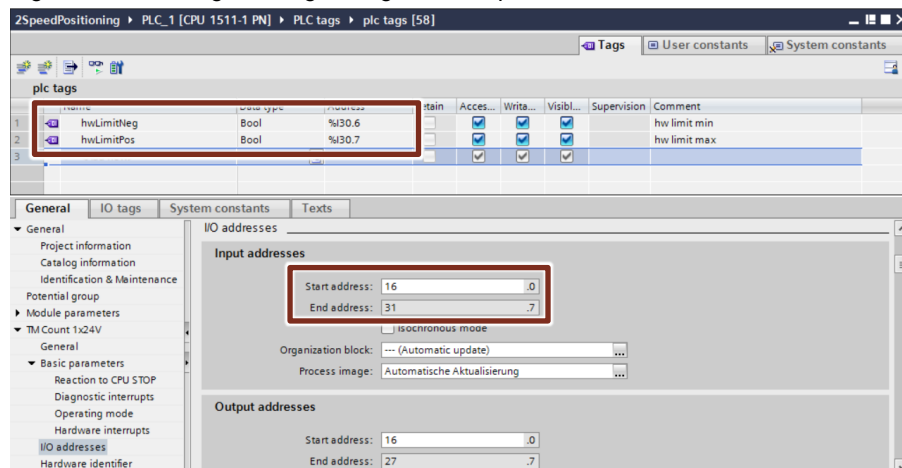 2SpeedPositioning ▸ PLC_1 [CPU 1511-1 PN] ▸ PLC tags ▸ plc tags [58]
Tags User constants System constants
plc tags
Name Data type Address Retain Acces... Writa... Visibl... Supervision Comment
1 hwLimitNeg Bool %I30.6 hw limit min
2 hwLimitPos Bool %I30.7 hw limit max
3
General IO tags System constants Texts
General
Project information
Catalog information
Identification & Maintenance
Potential group
Module parameters
TM Count 1x24V
General
Basic parameters
Reaction to CPU STOP
Diagnostic interrupts
Operating mode
Hardware interrupts
I/O addresses
Hardware identifier
I/O addresses
Input addresses
Start address: 16 .0
End address: 31 .7
Isochronous mode
Organization block: --- (Automatic update) ...
Process image: Automatische Aktualisierung ...
Output addresses
Start address: 16 .0
End address: 27 .7